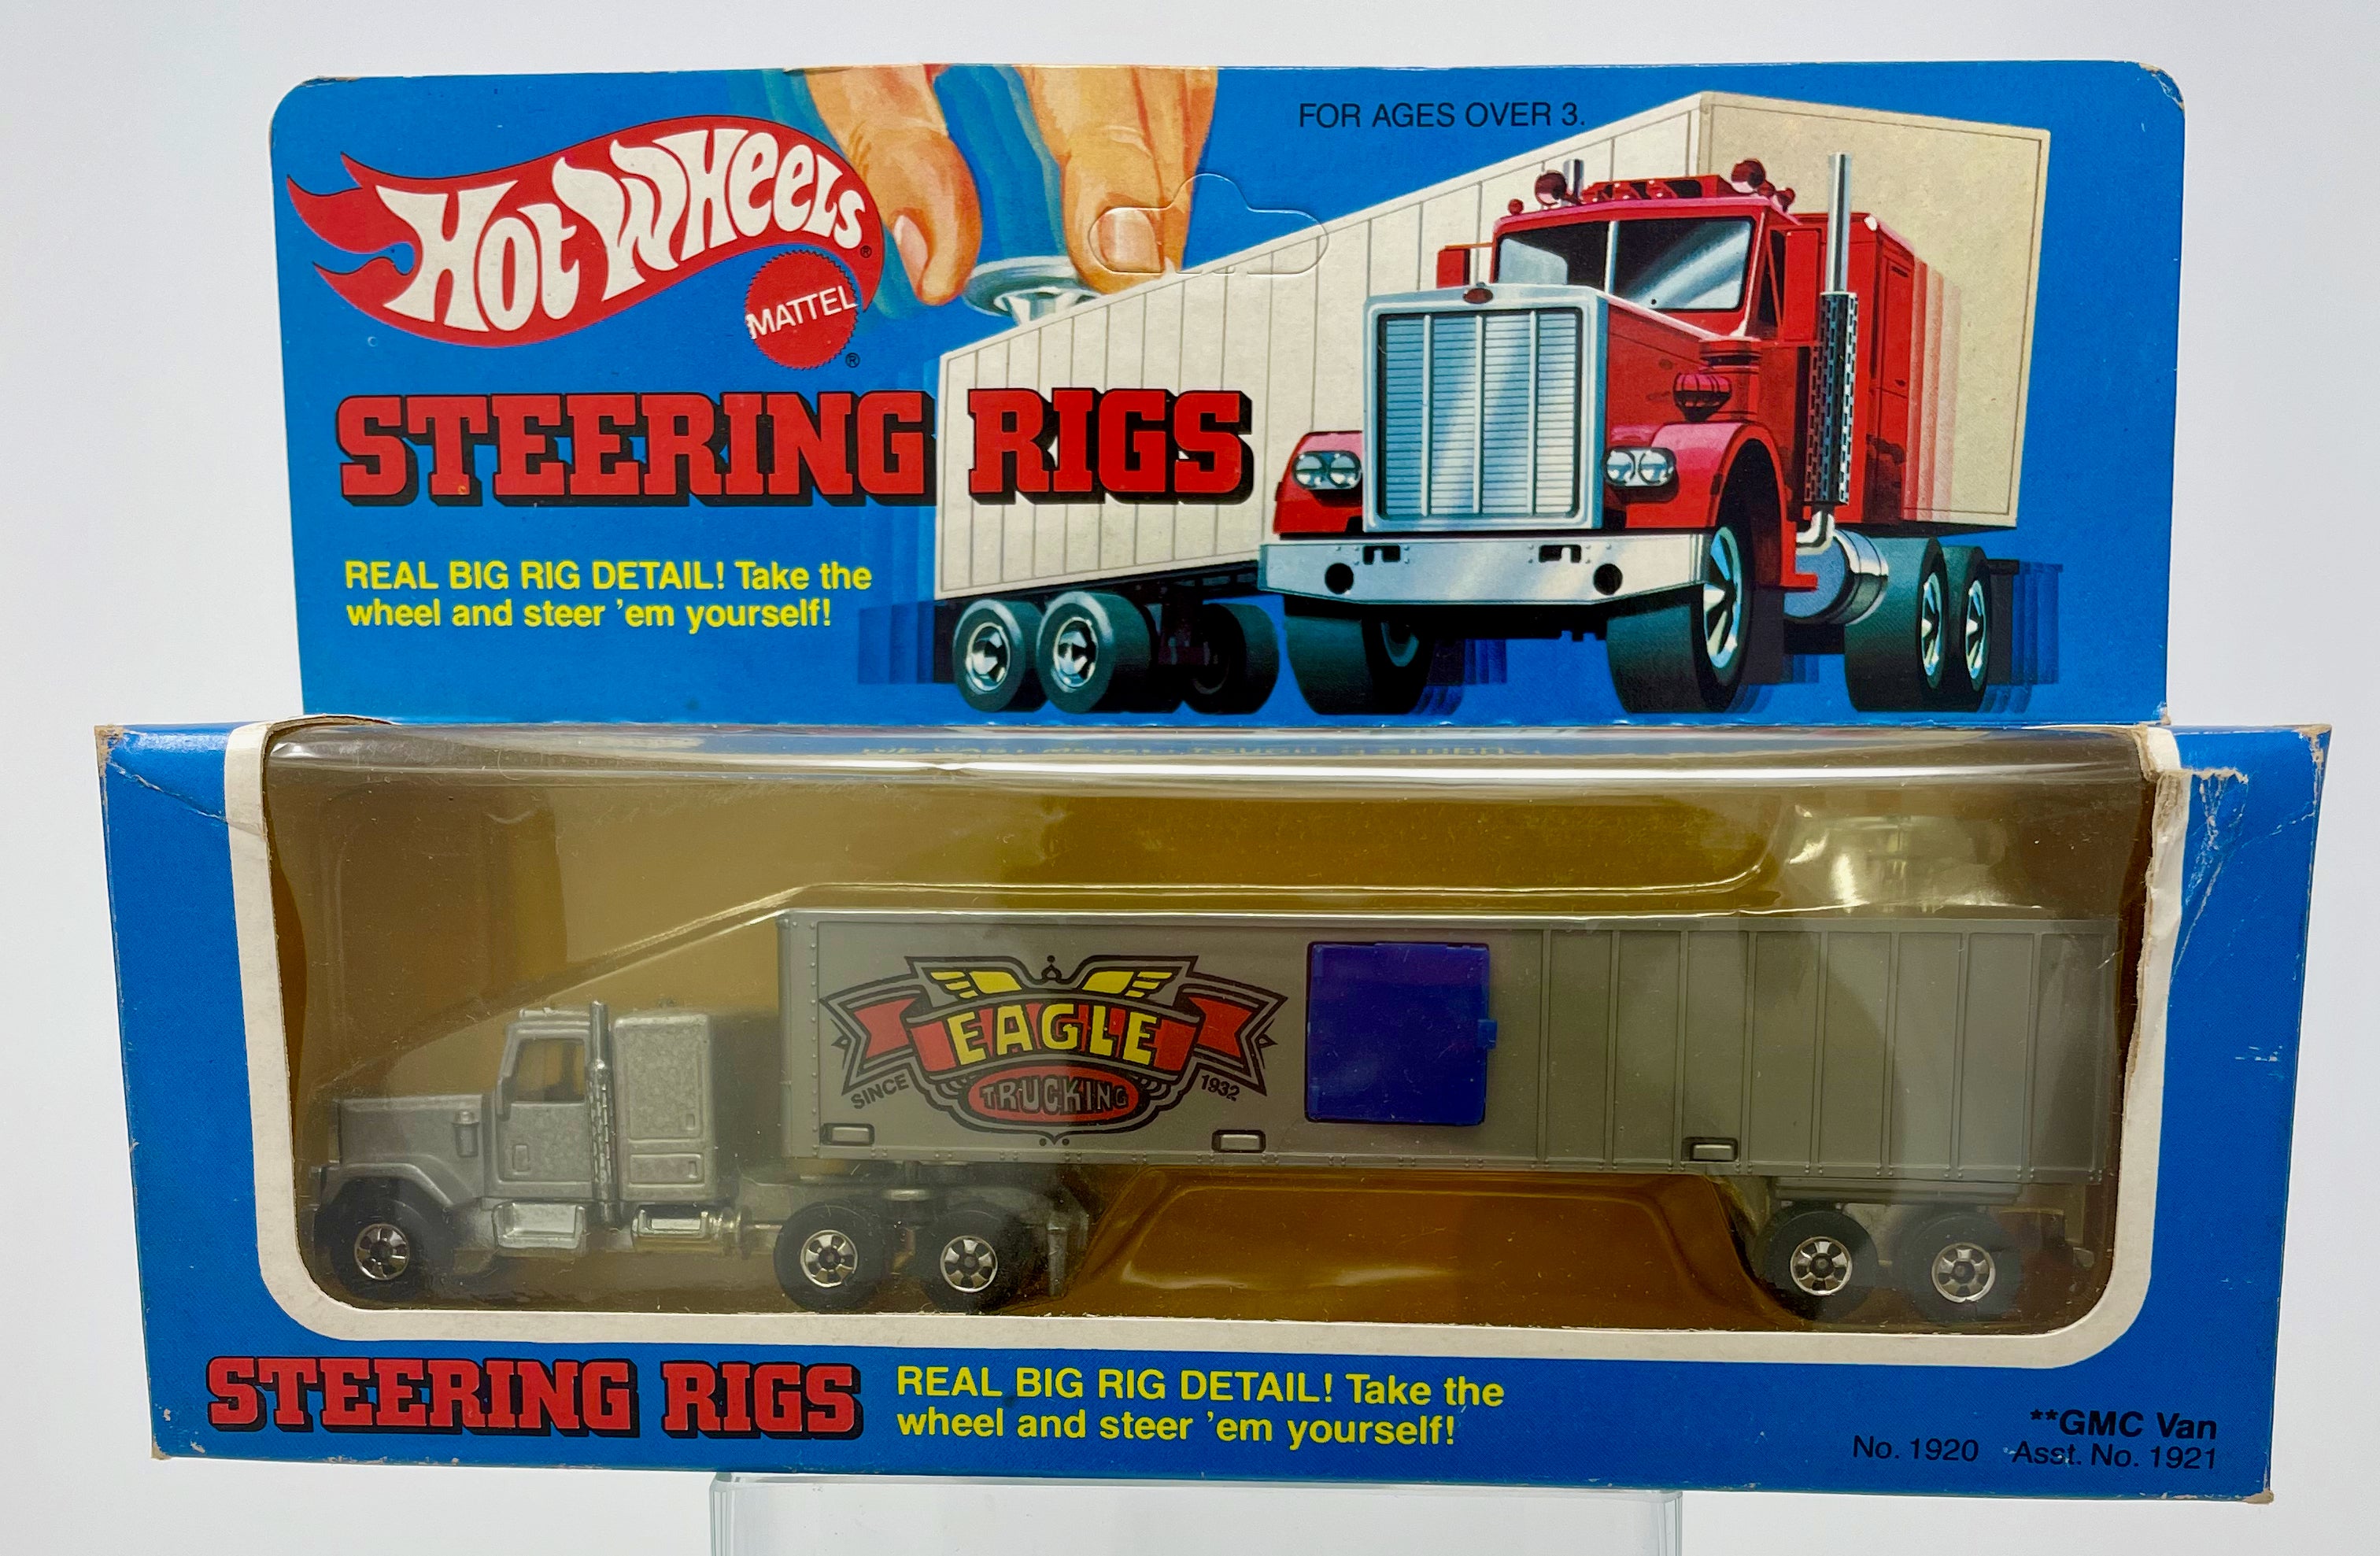 FOR AGES OVER 3.
HOT WHEELS®
MATTEL
®
STEERING RIGS
REAL BIG RIG DETAIL! Take the
wheel and steer 'em yourself!
EAGLE
TRUCKING
SINCE 1932
STEERING RIGS
REAL BIG RIG DETAIL! Take the
wheel and steer 'em yourself!
**GMC Van
No. 1920 Asst. No. 1921